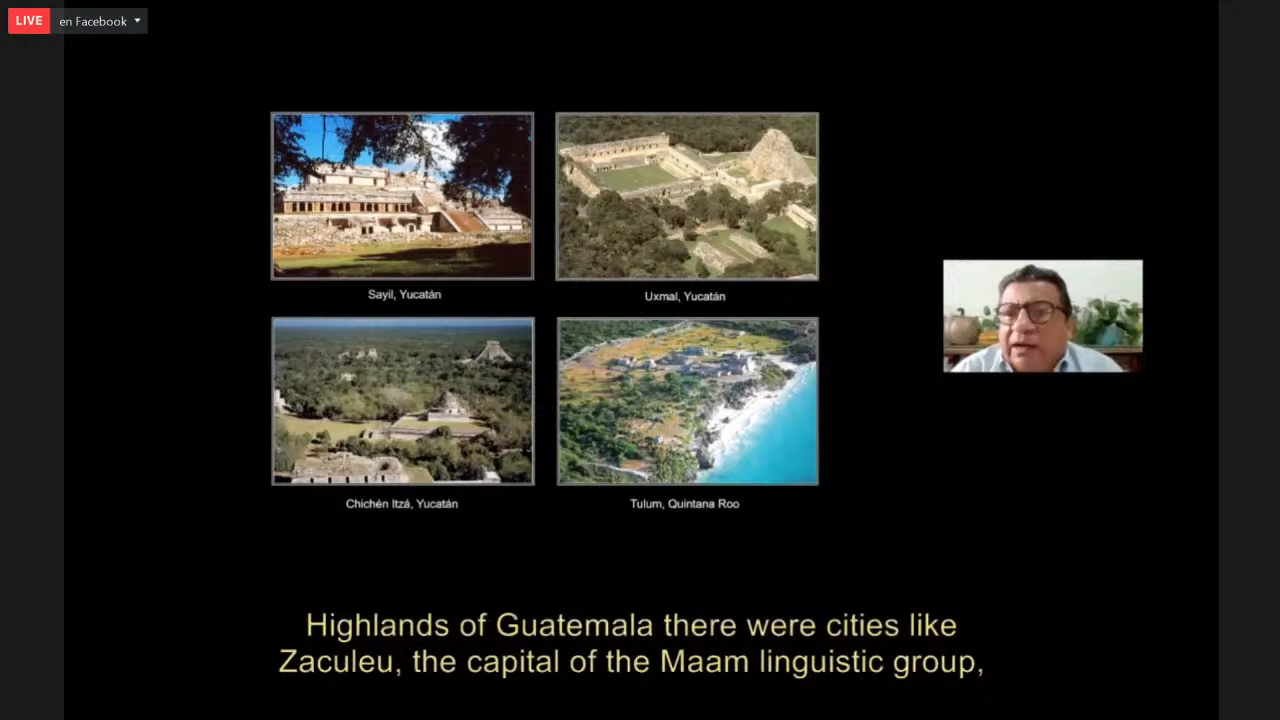 LIVE en Facebook
Sayil, Yucatán
Uxmal, Yucatán
Chichén Itzá, Yucatán
Tulum, Quintana Roo
Highlands of Guatemala there were cities like
Zaculeu, the capital of the Maam linguistic group,